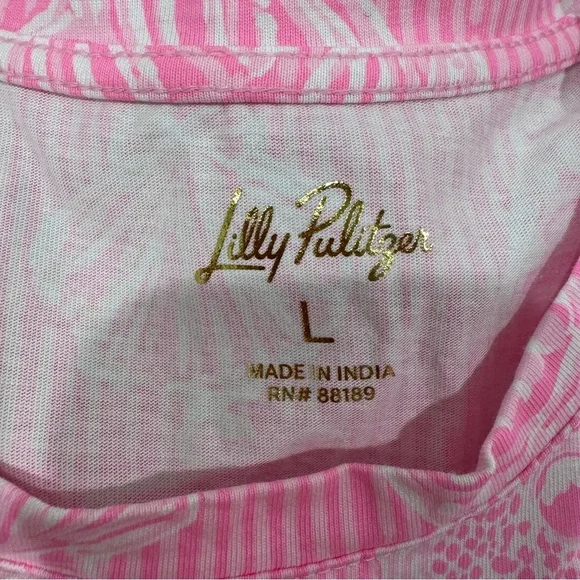 Lilly Pulitzer
L
MADE IN INDIA
RN# 88189